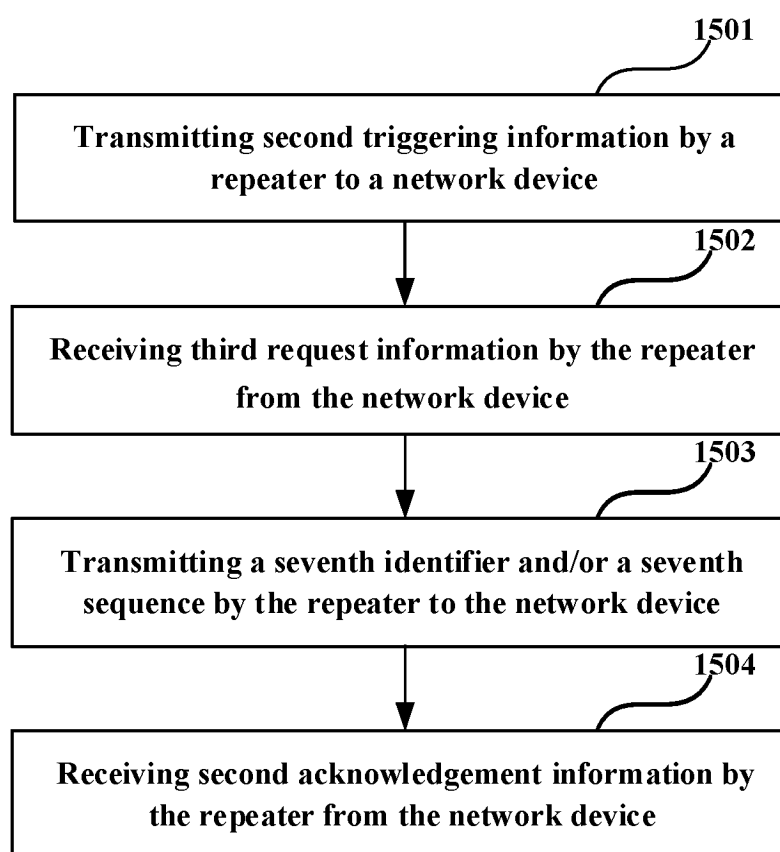 1501
Transmitting second triggering information by a
repeater to a network device
1502
Receiving third request information by the repeater
from the network device
1503
Transmitting a seventh identifier and/or a seventh
sequence by the repeater to the network device
1504
Receiving second acknowledgement information by
the repeater from the network device